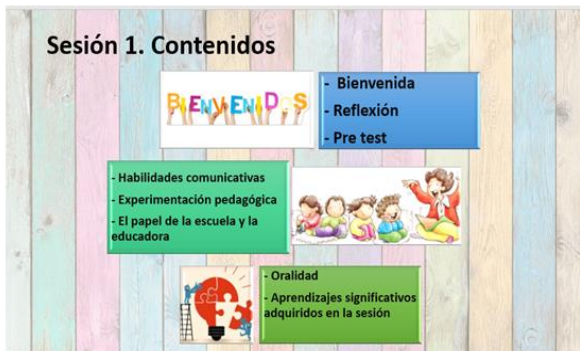 Sesión 1. Contenidos
BIENVENIDOS
- Bienvenida
- Reflexión
- Pre test
- Habilidades comunicativas
- Experimentación pedagógica
- El papel de la escuela y la
educadora
- Oralidad
- Aprendizajes significativos
adquiridos en la sesión